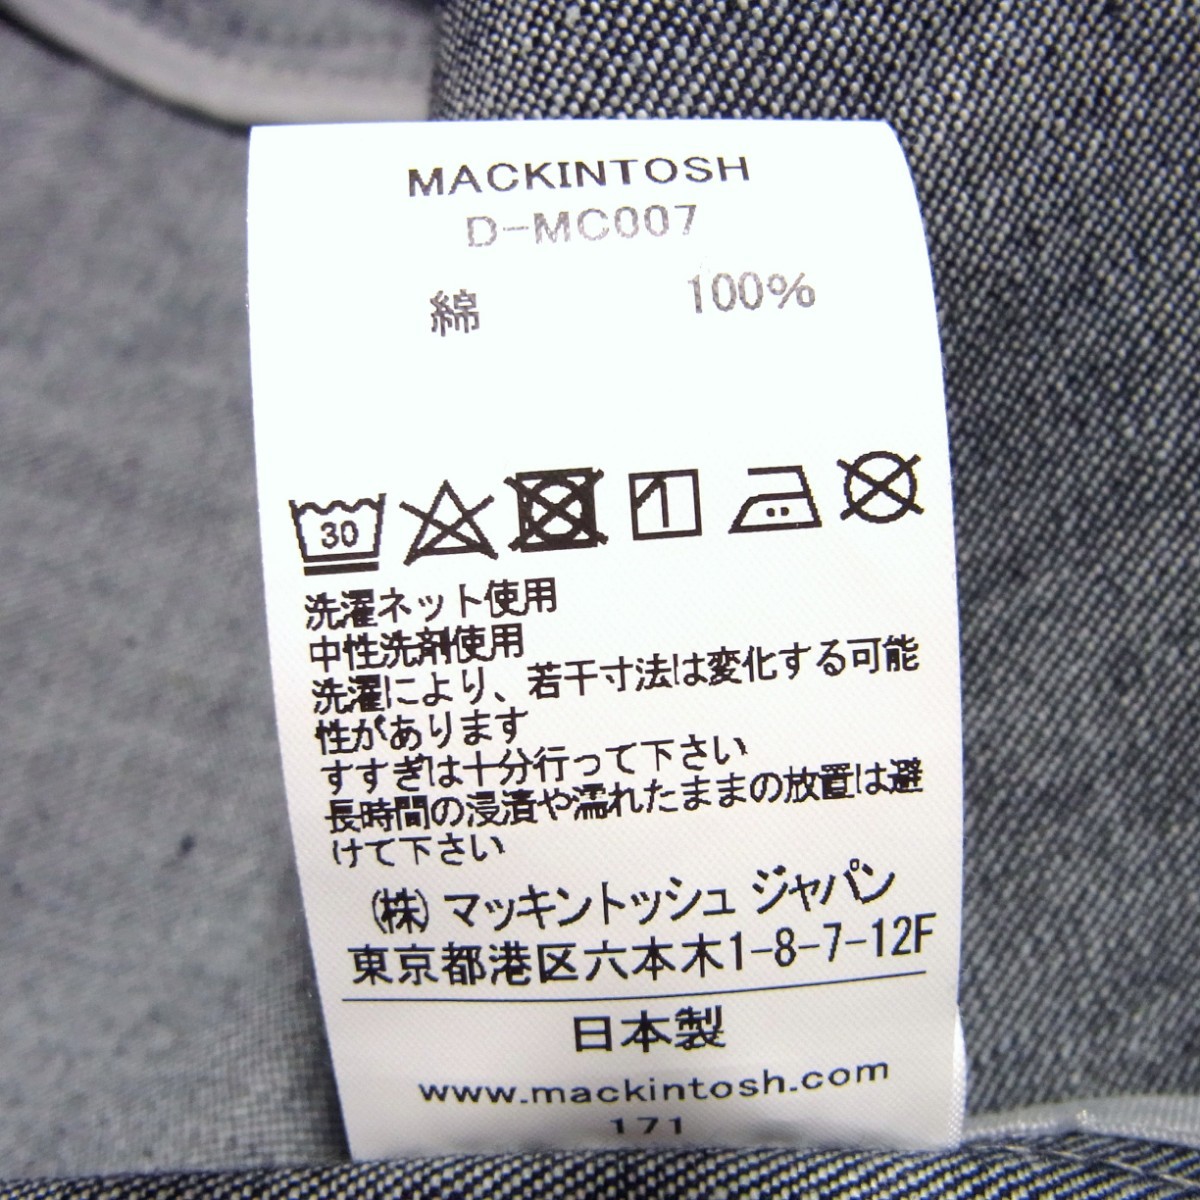 MACKINTOSH
D-MC007
綿 100%
30
洗濯ネット使用
中性洗剤使用
洗濯により、若干寸法は変化する可能
性があります
すすぎは十分行って下さい
長時間の浸漬や濡れたままの放置は避
けて下さい
(株) マッキントッシュ ジャパン
東京都港区六本木1-8-7-12F
日本製
www.mackintosh.com
171